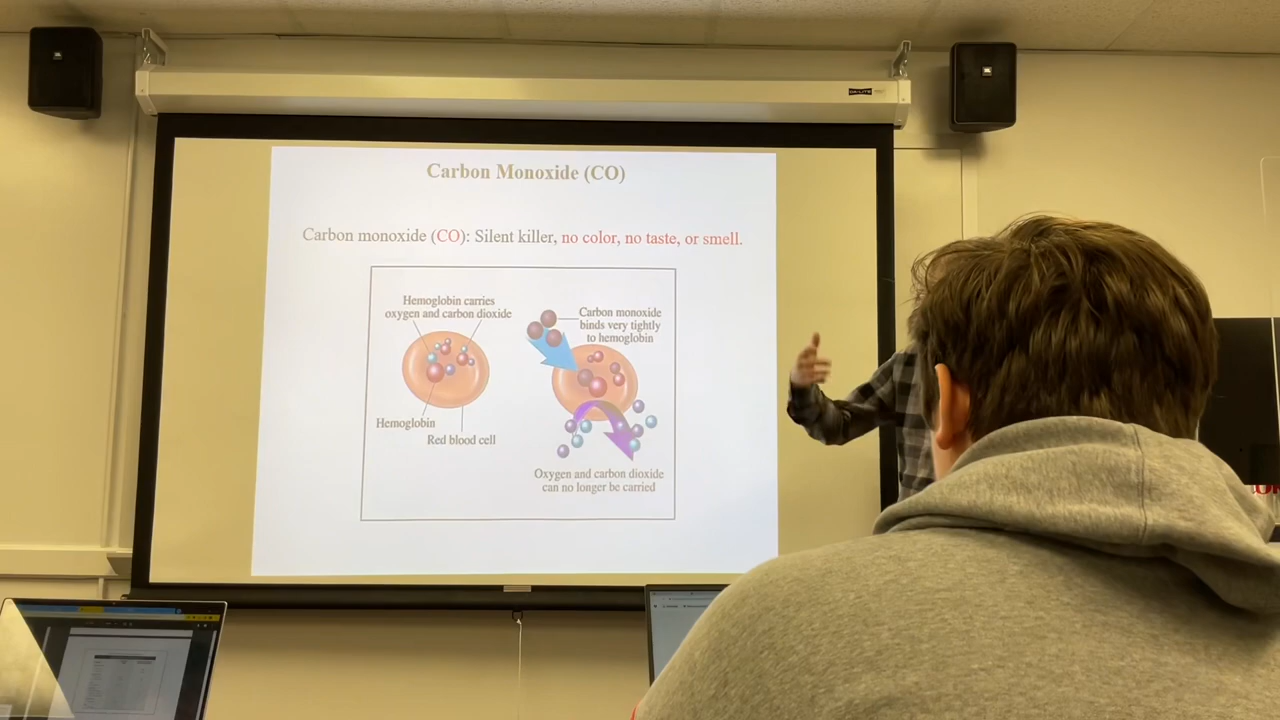 DA-LITE
Carbon Monoxide (CO)
Carbon monoxide (CO): Silent killer, no color, no taste, or smell.
Hemoglobin carries
oxygen and carbon dioxide
Hemoglobin
Red blood cell
Carbon monoxide
binds very tightly
to hemoglobin
Oxygen and carbon dioxide
can no longer be carried